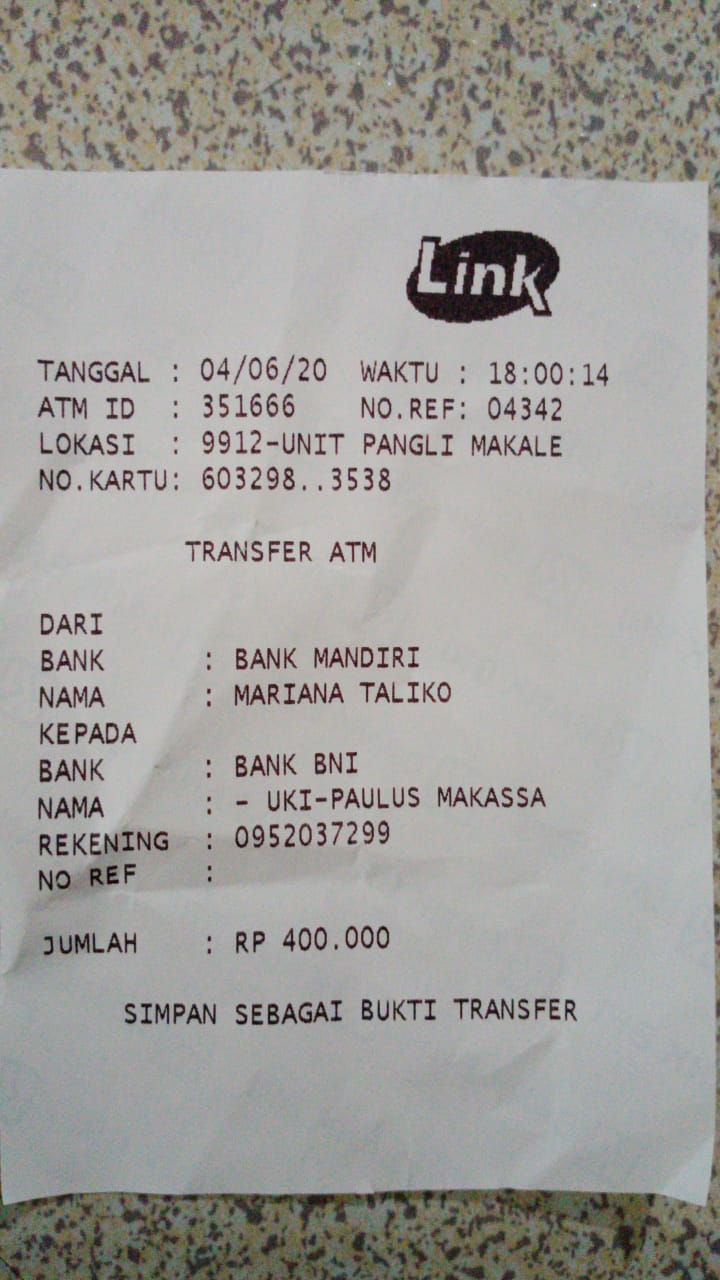 Link
TANGGAL : 04/06/20 WAKTU : 18:00:14
ATM ID : 351666 NO.REF: 04342
LOKASI : 9912-UNIT PANGLI MAKALE
NO.KARTU: 603298..3538
TRANSFER ATM
DARI
BANK : BANK MANDIRI
NAMA : MARIANA TALIKO
KEPADA
BANK : BANK BNI
NAMA : - UKI-PAULUS MAKASSA
REKENING : 0952037299
NO REF :
JUMLAH : RP 400.000
SIMPAN SEBAGAI BUKTI TRANSFER